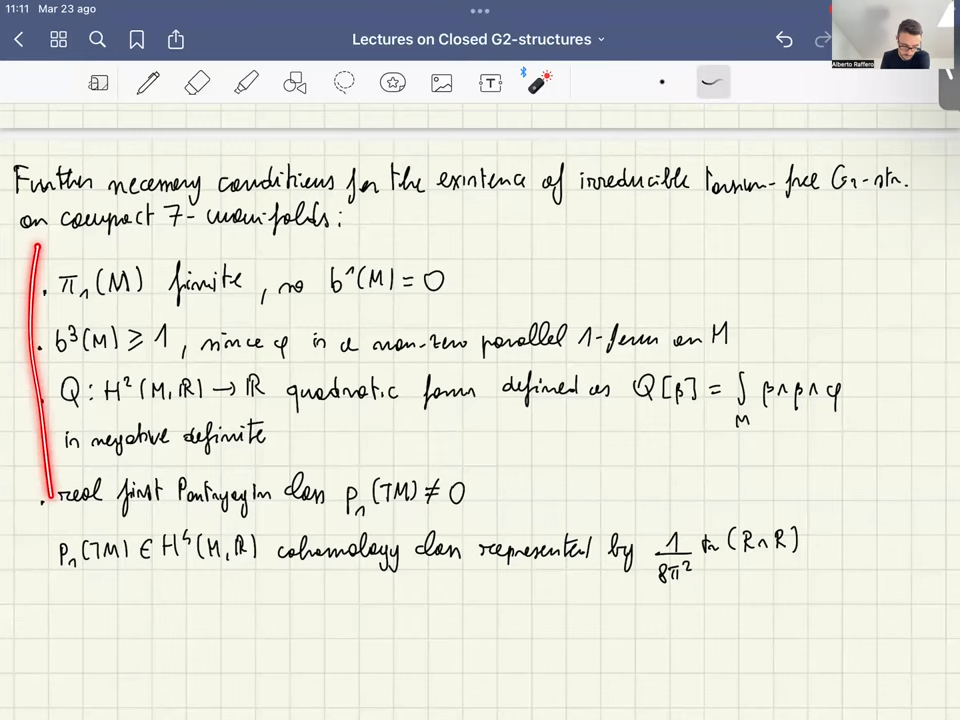 11:11 Mar 23 ago
Lectures on Closed G2-structures
Alberto Raffero
Further necessary conditions for the existence of irreducible torsion-free G₂-str.
on compact 7-manifolds:
. π₁(M) finite, so b¹(M) = 0
. b³(M) ≥ 1, since φ is a non-zero parallel 1-form on M
. Q : H²(M,ℝ) → ℝ quadratic form defined as Q[β] = ∫_M β∧β∧φ
is negative definite
. real first Pontryagin class p₁(TM) ≠ 0
p₁(TM) ∈ H⁴(M,ℝ) cohomology class represented by 1/8π² tr(R∧R)